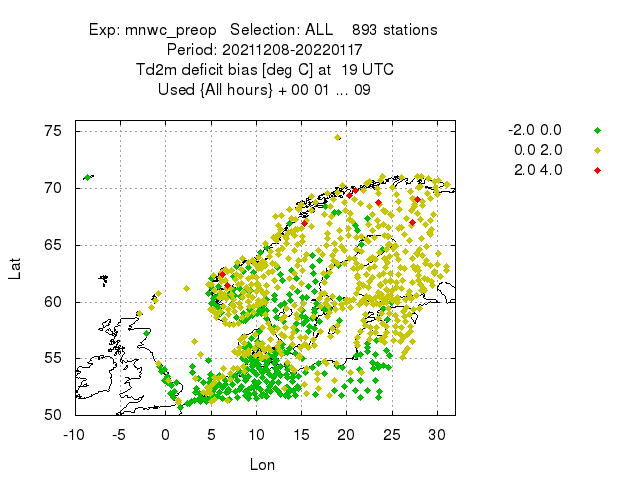 Exp: mnwc_preop   Selection: ALL    893 stations
Period: 20211208-20220117
Td2m deficit bias [deg C] at  19 UTC
Used {All hours} + 00 01 ... 09
-2.0 0.0
0.0 2.0
2.0 4.0
75
70
65
60
55
50
Lat
-10 -5 0 5 10 15 20 25 30
Lon